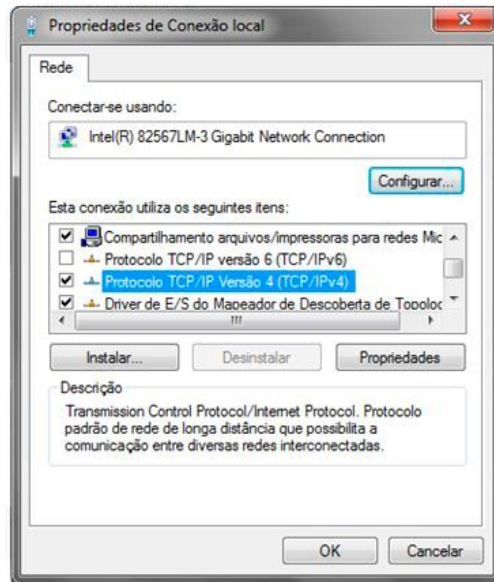 Propriedades de Conexão local
Rede
Conectar-se usando:
Intel(R) 82567LM-3 Gigabit Network Connection
Configurar...
Esta conexão utiliza os seguintes itens:
Compartilhamento arquivos/impressoras para redes Mic
Protocolo TCP/IP versão 6 (TCP/IPv6)
Protocolo TCP/IP Versão 4 (TCP/IPv4)
Driver de E/S do Mapeador de Descoberta de Topoloc
Instalar...
Desinstalar
Propriedades
Descrição
Transmission Control Protocol/Internet Protocol. Protocolo
padrão de rede de longa distância que possibilita a
comunicação entre diversas redes interconectadas.
OK
Cancelar